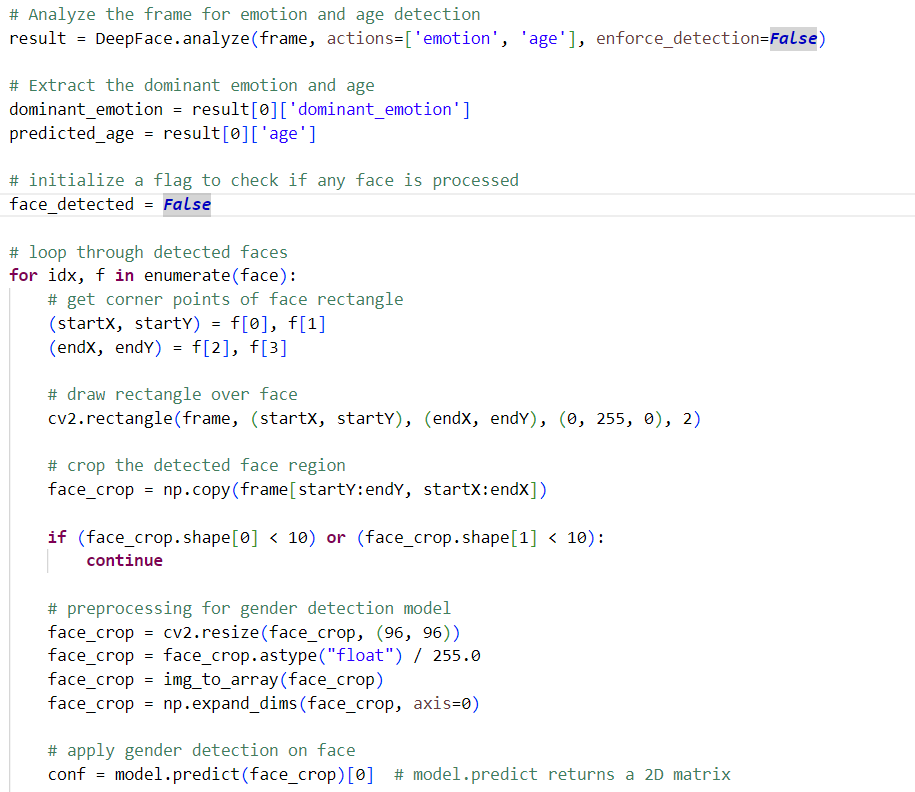 # Analyze the frame for emotion and age detection
result = DeepFace.analyze(frame, actions=['emotion', 'age'], enforce_detection=False)
# Extract the dominant emotion and age
dominant_emotion = result[0]['dominant_emotion']
predicted_age = result[0]['age']
# initialize a flag to check if any face is processed
face_detected = False
# loop through detected faces
for idx, f in enumerate(face):
# get corner points of face rectangle
(startX, startY) = f[0], f[1]
(endX, endY) = f[2], f[3]
# draw rectangle over face
cv2.rectangle(frame, (startX, startY), (endX, endY), (0, 255, 0), 2)
# crop the detected face region
face_crop = np.copy(frame[startY:endY, startX:endX])
if (face_crop.shape[0] < 10) or (face_crop.shape[1] < 10):
continue
# preprocessing for gender detection model
face_crop = cv2.resize(face_crop, (96, 96))
face_crop = face_crop.astype("float") / 255.0
face_crop = img_to_array(face_crop)
face_crop = np.expand_dims(face_crop, axis=0)
# apply gender detection on face
conf = model.predict(face_crop)[0]  # model.predict returns a 2D matrix